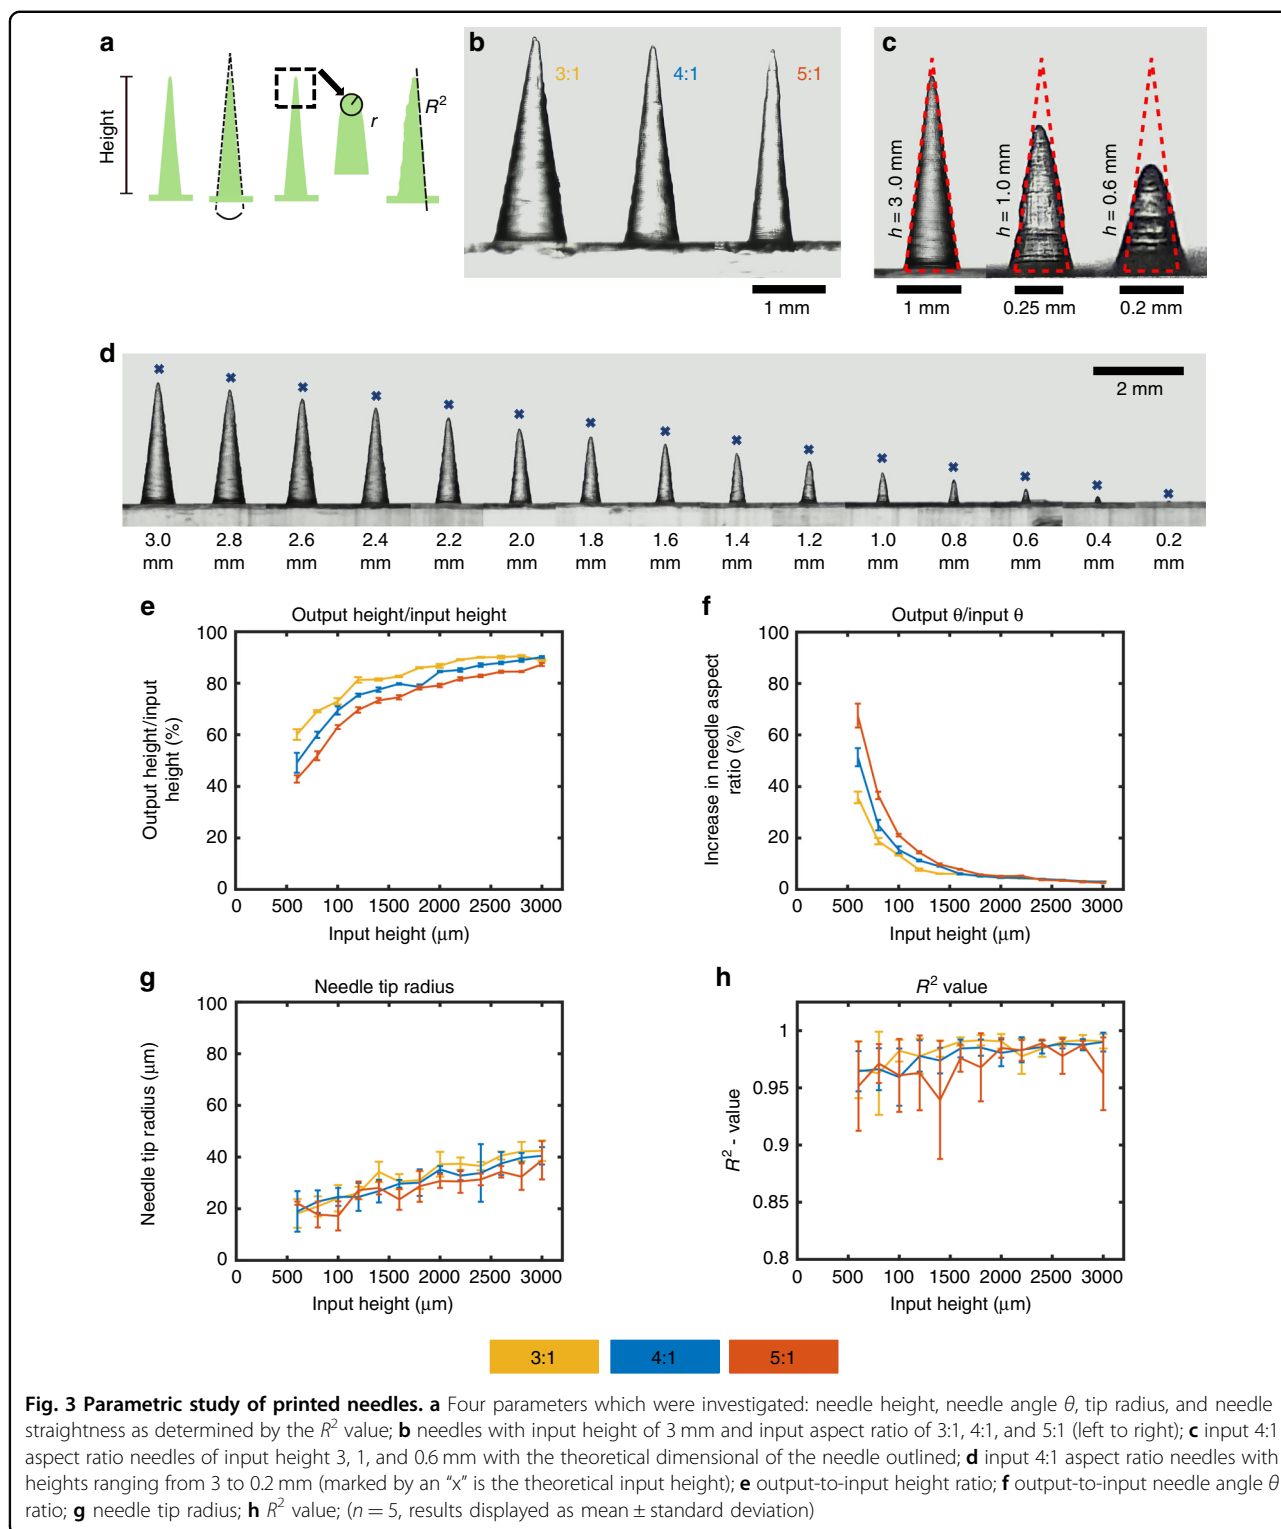 a
Height
r
R²
b
3:1
4:1
5:1
1 mm
c
h = 3 .0 mm
h = 1.0 mm
h = 0.6 mm
1 mm
0.25 mm
0.2 mm
d
2 mm
3.0 mm
2.8 mm
2.6 mm
2.4 mm
2.2 mm
2.0 mm
1.8 mm
1.6 mm
1.4 mm
1.2 mm
1.0 mm
0.8 mm
0.6 mm
0.4 mm
0.2 mm
e
Output height/input height
Output height/input
height (%)
100
80
60
40
20
0
0 500 100 1500 2000 2500 3000
Input height (μm)
f
Output θ/input θ
Increase in needle aspect
ratio (%)
100
80
60
40
20
0
0 500 1000 1500 2000 2500 3000
Input height (μm)
g
Needle tip radius
Needle tip radius (μm)
100
80
60
40
20
0
0 500 100 1500 2000 2500 3000
Input height (μm)
h
R² value
R² - value
1
0.95
0.9
0.85
0.8
0 500 1000 1500 2000 2500 3000
Input height (μm)
3:1
4:1
5:1
Fig. 3 Parametric study of printed needles. a Four parameters which were investigated: needle height, needle angle θ, tip radius, and needle
straightness as determined by the R² value; b needles with input height of 3 mm and input aspect ratio of 3:1, 4:1, and 5:1 (left to right); c input 4:1
aspect ratio needles of input height 3, 1, and 0.6 mm with the theoretical dimensional of the needle outlined; d input 4:1 aspect ratio needles with
heights ranging from 3 to 0.2 mm (marked by an “x” is the theoretical input height); e output-to-input height ratio; f output-to-input needle angle θ
ratio; g needle tip radius; h R² value; (n = 5, results displayed as mean ± standard deviation)